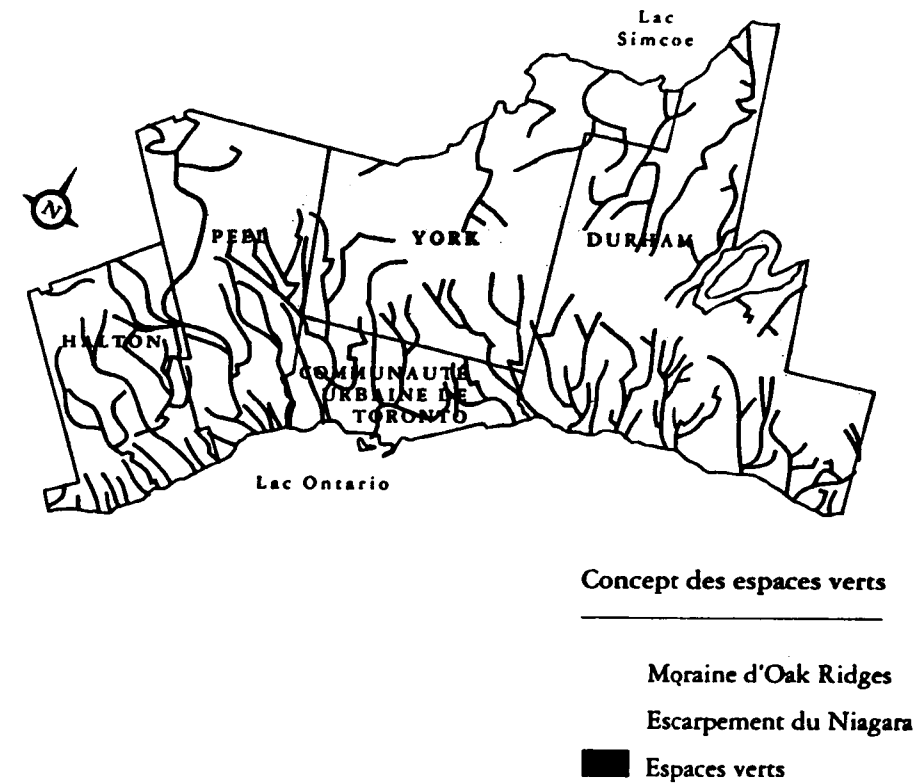 Lac
Simcoe
N
PEEL
YORK
DURHAM
HALTON
COMMUNAUTÉ
URBAINE DE
TORONTO
Lac Ontario
Concept des espaces verts
Moraine d'Oak Ridges
Escarpement du Niagara
Espaces verts